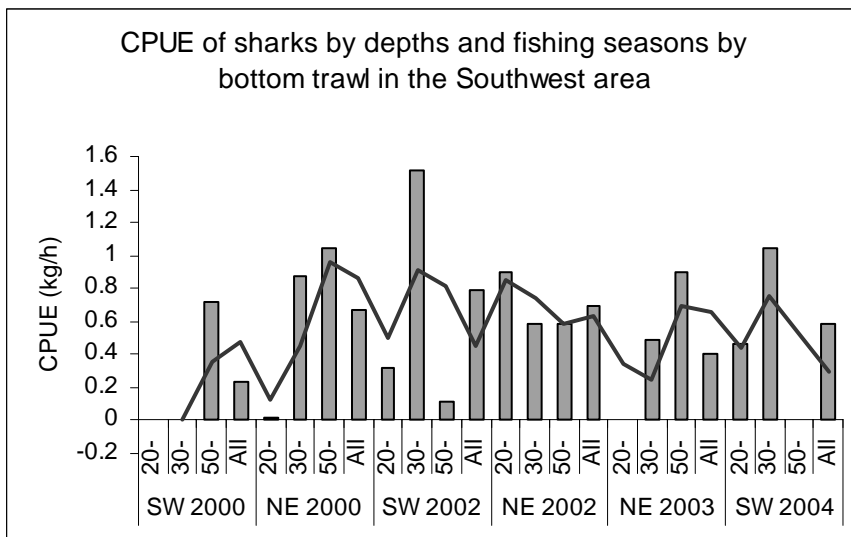 CPUE of sharks by depths and fishing seasons by
bottom trawl in the Southwest area
CPUE (kg/h)
1.6
1.4
1.2
1
0.8
0.6
0.4
0.2
0
-0.2
20- 30- 50- All 20- 30- 50- All 20- 30- 50- All 20- 30- 50- All 20- 30- 50- All 20- 30- 50- All
SW 2000 NE 2000 SW 2002 NE 2002 NE 2003 SW 2004